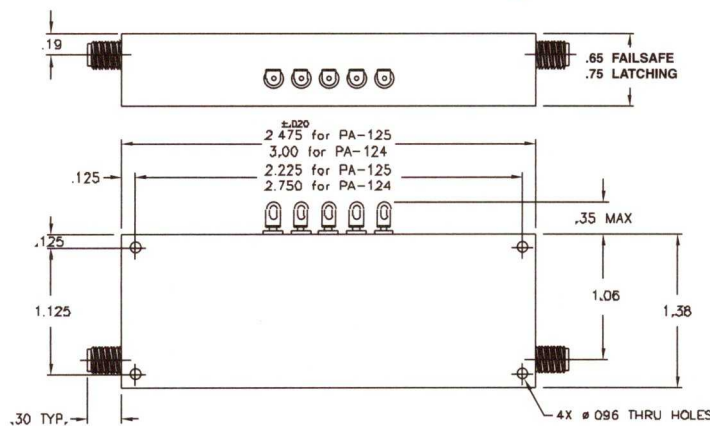 .19
.65 FAILSAFE
.75 LATCHING
±.020
2.475 for PA-125
3.00 for PA-124
2.225 for PA-125
2.750 for PA-124
.125
.35 MAX
.125
1.125
1.06
1.38
.30 TYP.
4X ø.096 THRU HOLES